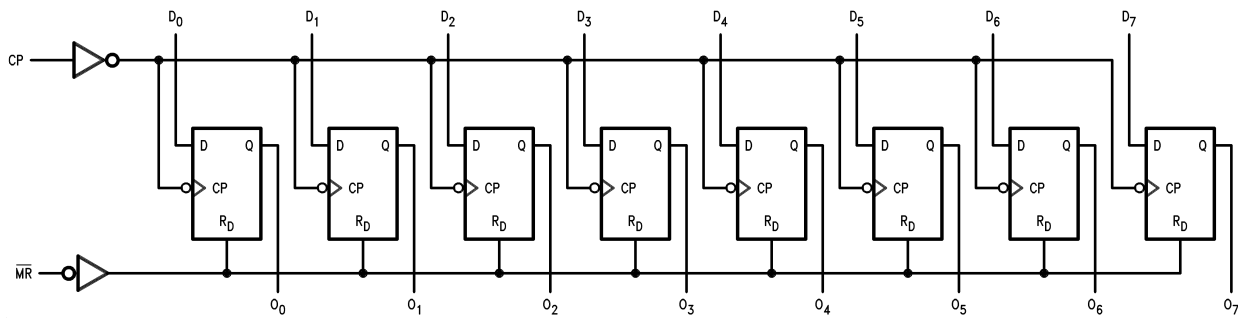 D0 D1 D2 D3 D4 D5 D6 D7
CP
D Q D Q D Q D Q D Q D Q D Q D Q
CP CP CP CP CP CP CP CP
RD RD RD RD RD RD RD RD
MR
O0 O1 O2 O3 O4 O5 O6 O7